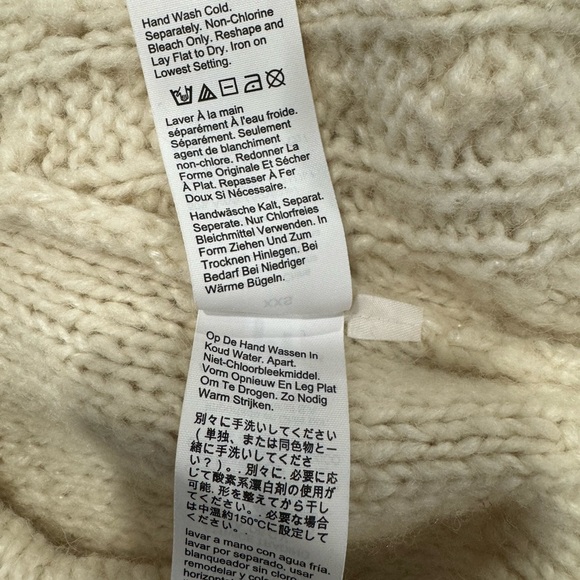 Hand Wash Cold.
Separately. Non-Chlorine
Bleach Only. Reshape and
Lay Flat to Dry. Iron on
Lowest Setting.
Laver À la main
séparément À l'eau froide.
Séparément. Seulement
agent de blanchiment
non-chlore. Redonner La
Forme Originale Et Sécher
À Plat. Repasser À Fer
Doux Si Nécessaire.
Handwäsche Kalt, Separat.
Seperate. Nur Chlorfreies
Bleichmittel Verwenden. In
Form Ziehen Und Zum
Trocknen Hinlegen. Bei
Bedarf Bei Niedriger
Wärme Bügeln.
Op De Hand Wassen In
Koud Water. Apart.
Niet-Chloorbleekmiddel.
Vorm Opnieuw En Leg Plat
Om Te Drogen. Zo Nodig
Warm Strijken.
別々に手洗いしてください
(単独、または同色物と一
緒に手洗いしてくださ
い?)。. 別々に. 必要に応
じて酸素系漂白剤の使用が
可能. 形を整えてから干し
てください。. 必要な場合
は中温約150℃に設定して
ください。.
lavar a mano con agua fría.
lavar por separado, usar
blanqueador sin cloro
remodelar y
horizontal